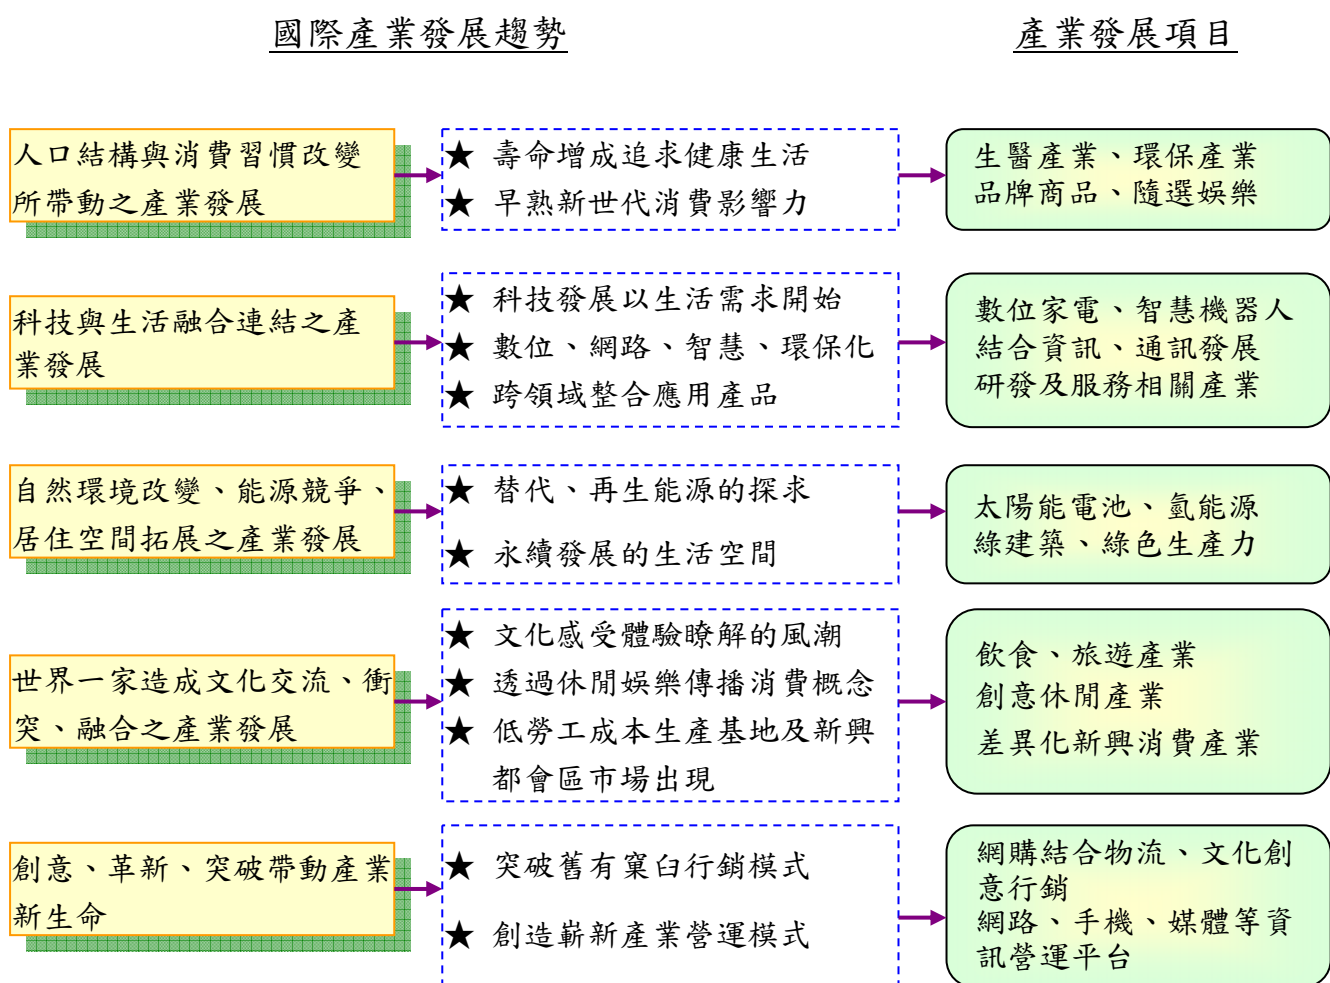 國際產業發展趨勢
產業發展項目
人口結構與消費習慣改變
所帶動之產業發展
★ 壽命增成追求健康生活
★ 早熟新世代消費影響力
生醫產業、環保產業
品牌商品、隨選娛樂
科技與生活融合連結之產
業發展
★ 科技發展以生活需求開始
★ 數位、網路、智慧、環保化
★ 跨領域整合應用產品
數位家電、智慧機器人
結合資訊、通訊發展
研發及服務相關產業
自然環境改變、能源競爭、
居住空間拓展之產業發展
★ 替代、再生能源的探求
★ 永續發展的生活空間
太陽能電池、氫能源
綠建築、綠色生產力
世界一家造成文化交流、衝
突、融合之產業發展
★ 文化感受體驗瞭解的風潮
★ 透過休閒娛樂傳播消費概念
★ 低勞工成本生產基地及新興
都會區市場出現
飲食、旅遊產業
創意休閒產業
差異化新興消費產業
創意、革新、突破帶動產業
新生命
★ 突破舊有窠臼行銷模式
★ 創造嶄新產業營運模式
網購結合物流、文化創
意行銷
網路、手機、媒體等資
訊營運平台